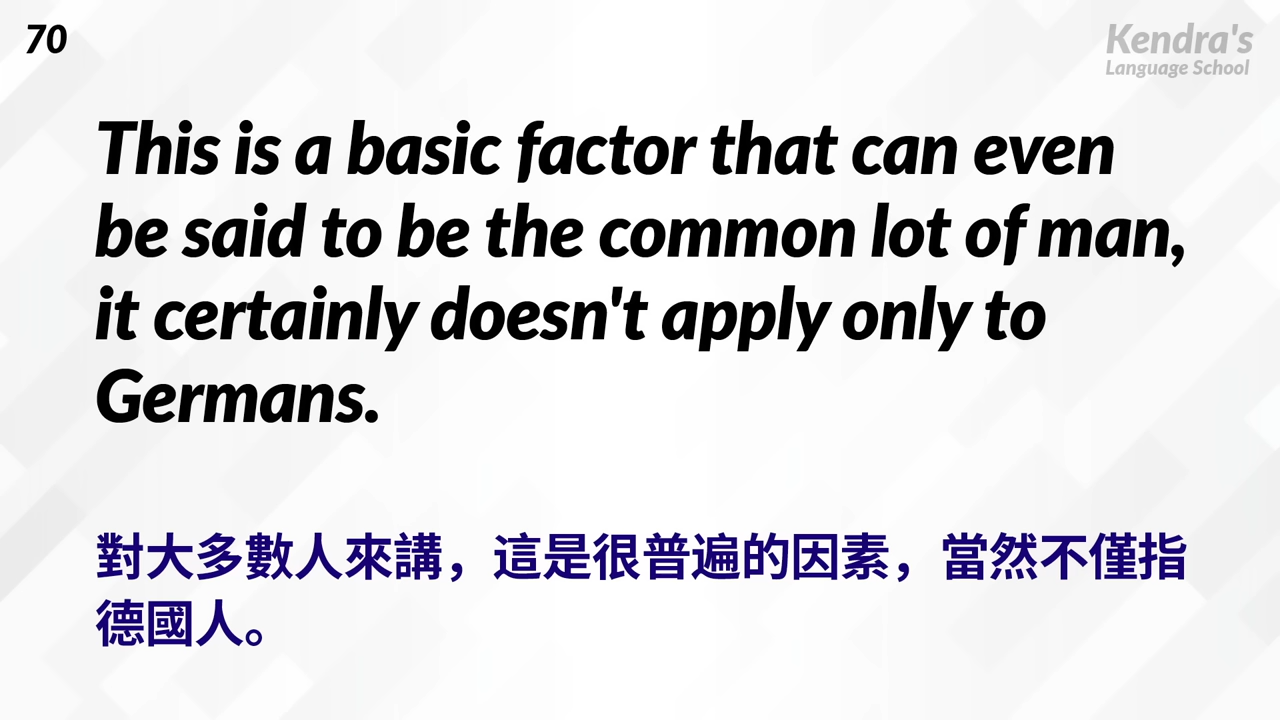 70
Kendra's
Language School
This is a basic factor that can even
be said to be the common lot of man,
it certainly doesn't apply only to
Germans.
對大多數人來講，這是很普遍的因素，當然不僅指
德國人。